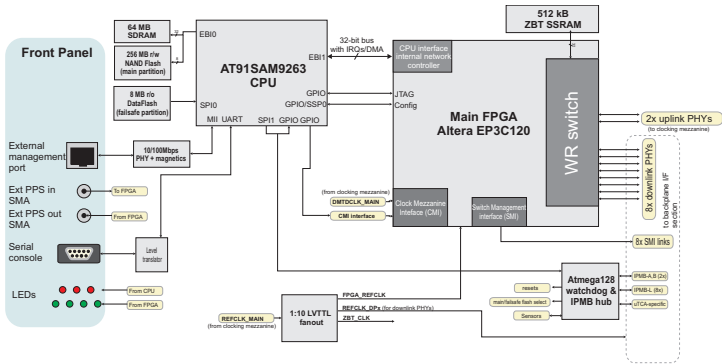 Front Panel
External
management
port
Ext PPS in
SMA
Ext PPS out
SMA
Serial
console
LEDs
To FPGA
From FPGA
From CPU
From FPGA
64 MB
SDRAM
256 MB r/w
NAND Flash
(main partition)
8 MB r/o
DataFlash
(failsafe partition)
10/100Mbps
PHY + magnetics
Level
translator
EBI0
AT91SAM9263
CPU
EBI1
GPIO
GPIO/SSP0
SPI0
MII UART
SPI1 GPIO GPIO
32-bit bus
with IRQs/DMA
512 kB
ZBT SSRAM
CPU interface
internal network
controller
JTAG
Config
Main FPGA
Altera EP3C120
WR switch
2x uplink PHYs
(to clocking mezzanine)
8x downlink PHYs
to backplane I/F
section
(from clocking mezzanine)
DMTDCLK_MAIN
CMI interface
Clock Mezzanine
Inteface (CMI)
Switch Management
interface (SMI)
8x SMI links
Atmega128
watchdog &
IPMB hub
resets
main/failsafe flash select
Sensors
IPMB-A,B (2x)
IPMB-L (8x)
uTCA-specific
REFCLK_MAIN
(from clocking mezzanine)
1:10 LVTTL
fanout
FPGA_REFCLK
REFCLK_DPx (for downlink PHYs)
ZBT_CLK